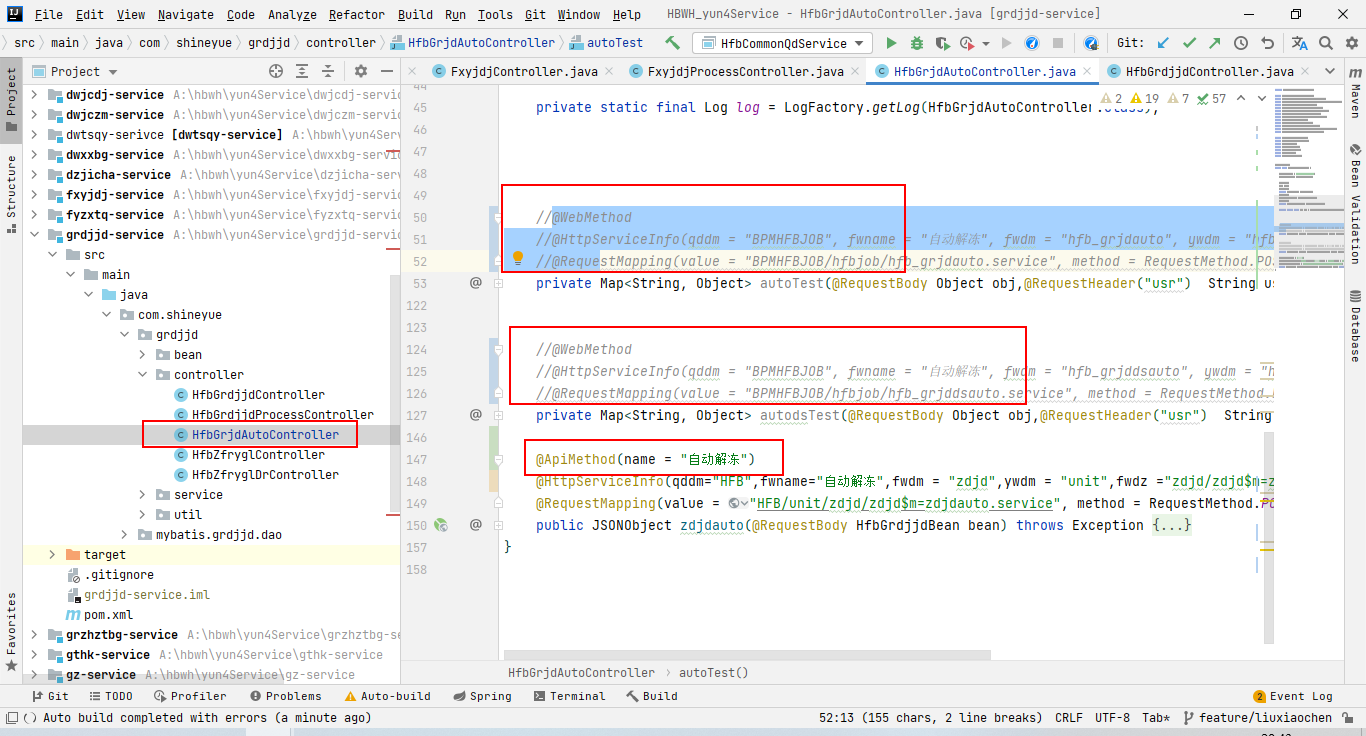 File Edit View Navigate Code Analyze Refactor Build Run Tools Git Window Help HBWH_yun4Service - HfbGrjdAutoController.java [grdjjd-service]
src main java com shineyue grdjjd controller HfbGrjdAutoController autoTest HfbCommonQdService Git:
Project
FxyjdjController.java FxyjdjProcessController.java HfbGrjdAutoController.java HfbGrdjjdController.java
Project
Structure
Favorites
dwjcdj-service A:\hbwh\yun4Service\dwjcdj-servic
dwjczm-service A:\hbwh\yun4Service\dwjczm-servic
dwtsqy-serivce [dwtsqy-service] A:\hbwh\yun4Serv
dwxxbg-service A:\hbwh\yun4Service\dwxxbg-servic
dzjicha-service A:\hbwh\yun4Service\dzjicha-serv
fxyjdj-service A:\hbwh\yun4Service\fxyjdj-servic
fyzxtq-service A:\hbwh\yun4Service\fyzxtq-servic
grdjjd-service A:\hbwh\yun4Service\grdjjd-servic
src
main
java
com.shineyue
grdjjd
bean
controller
HfbGrdjjdController
HfbGrdjjdProcessController
HfbGrjdAutoController
HfbZfryglController
HfbZfryglDrController
service
util
mybatis.grdjjd.dao
target
.gitignore
grdjjd-service.iml
pom.xml
grzhztbg-service A:\hbwh\yun4Service\grzhztbg-se
gthk-service A:\hbwh\yun4Service\gthk-service
gz-service A:\hbwh\yun4Service\gz-service
44
2 19 7 57
45 private static final Log log = LogFactory.getLog(HfbGrjdAutoController.class);
46
47
48
49
50 //@WebMethod
51 //@HttpServiceInfo(qddm = "BPMHFBJOB", fwname = "自动解冻", fwdm = "hfb_grjdauto", ywdm = "hfb
52 //@RequestMapping(value = "BPMHFBJOB/hfbjob/hfb_grjdauto.service", method = RequestMethod.POS
53 @ private Map<String, Object> autoTest(@RequestBody Object obj,@RequestHeader("usr") String us
122
123
124 //@WebMethod
125 //@HttpServiceInfo(qddm = "BPMHFBJOB", fwname = "自动解冻", fwdm = "hfb_grjddsauto", ywdm = "h
126 //@RequestMapping(value = "BPMHFBJOB/hfbjob/hfb_grjddsauto.service", method = RequestMethod.
127 @ private Map<String, Object> autodsTest(@RequestBody Object obj,@RequestHeader("usr") String
146
147 @ApiMethod(name = "自动解冻")
148 @HttpServiceInfo(qddm="HFB",fwname="自动解冻",fwdm = "zdjd",ywdm = "unit",fwdz ="zdjd/zdjd$m=z
149 @RequestMapping(value = "HFB/unit/zdjd/zdjd$m=zdjdauto.service", method = RequestMethod.PO
150 @ public JSONObject zdjdauto(@RequestBody HfbGrdjjdBean bean) throws Exception {...}
157 }
158
HfbGrjdAutoController autoTest()
Maven
Bean Validation
Database
Git TODO Profiler Problems Auto-build Spring Terminal Build 2 Event Log
Auto build completed with errors (a minute ago) 52:13 (155 chars, 2 line breaks) CRLF UTF-8 Tab* feature/liuxiaochen